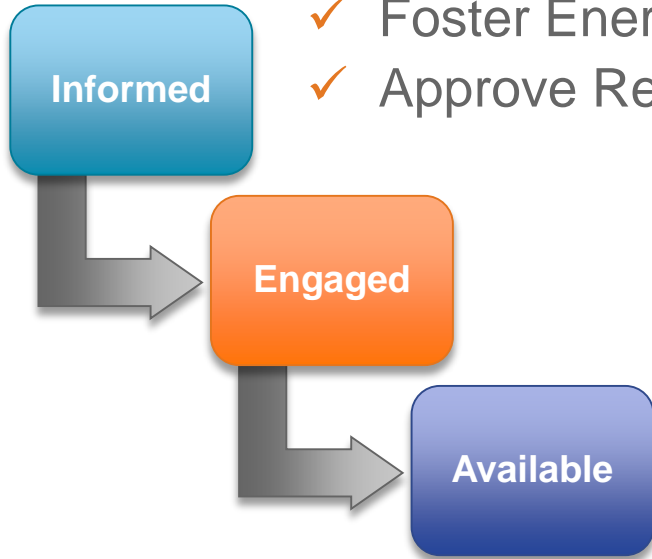 ✓ Foster Ener
✓ Approve Re
Informed
Engaged
Available